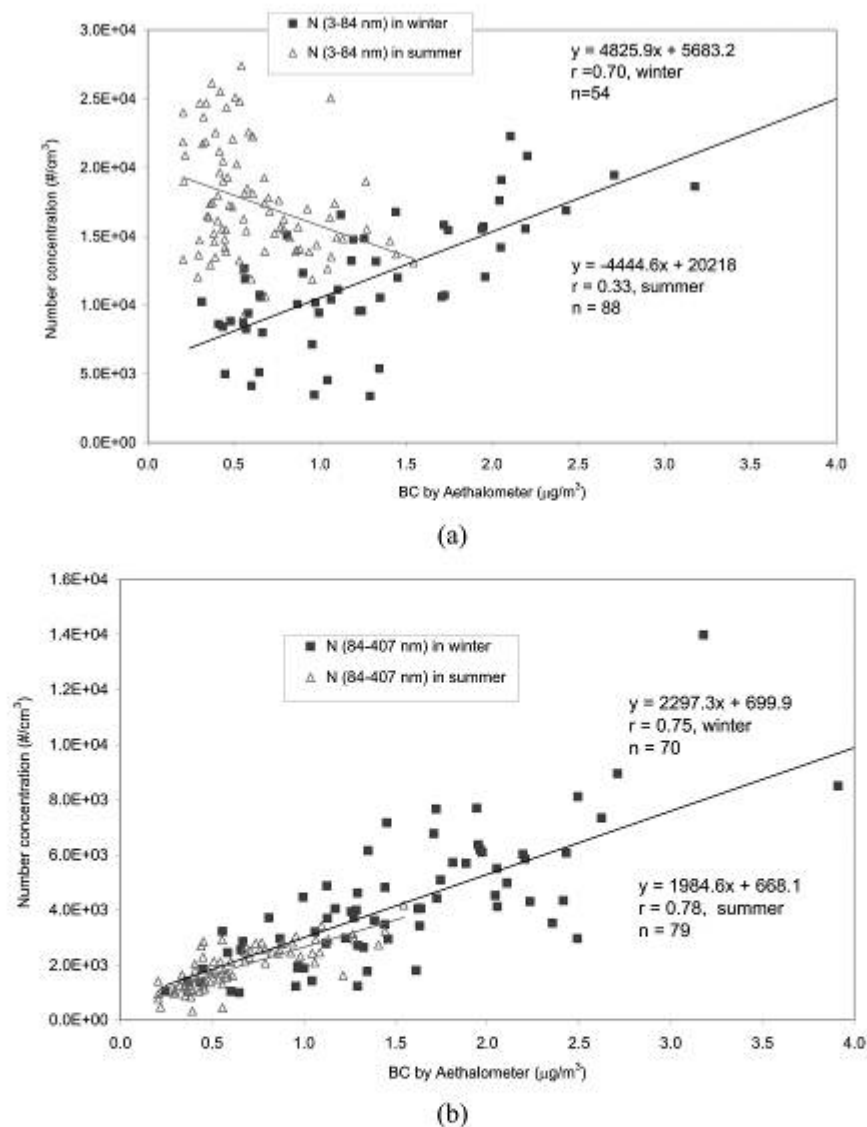 N (3-84 nm) in winter
N (3-84 nm) in summer
y = 4825.9x + 5683.2
r =0.70, winter
n=54
y = -4444.6x + 20218
r = 0.33, summer
n = 88
Number concentration (#/cm³)
3.0E+04
2.5E+04
2.0E+04
1.5E+04
1.0E+04
5.0E+03
0.0E+00
0.0 0.5 1.0 1.5 2.0 2.5 3.0 3.5 4.0
BC by Aethalometer (μg/m³)
(a)
N (84-407 nm) in winter
N (84-407 nm) in summer
y = 2297.3x + 699.9
r = 0.75, winter
n = 70
y = 1984.6x + 668.1
r = 0.78, summer
n = 79
Number concentration (#/cm³)
1.6E+04
1.4E+04
1.2E+04
1.0E+04
8.0E+03
6.0E+03
4.0E+03
2.0E+03
0.0E+00
0.0 0.5 1.0 1.5 2.0 2.5 3.0 3.5 4.0
BC by Aethalometer (μg/m³)
(b)